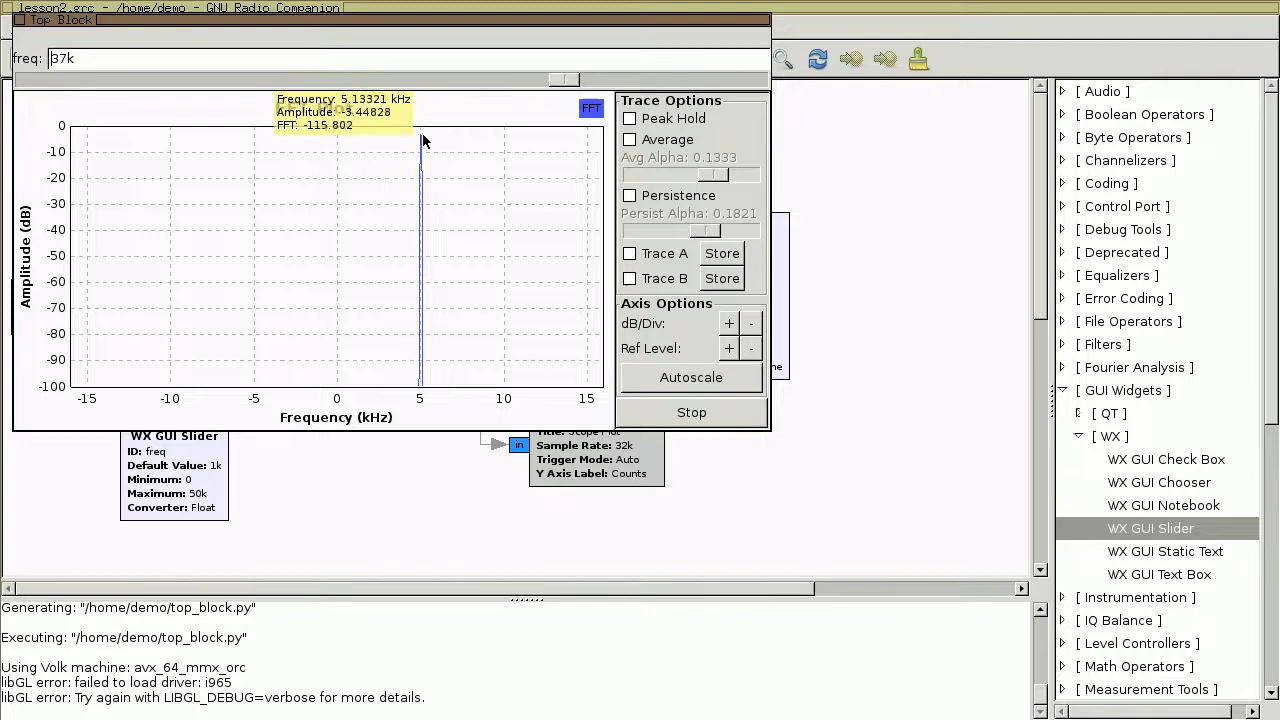 lesson2.grc - /home/demo - GNU Radio Companion
Top Block
freq: 37k
Frequency: 5.13321 kHz
Amplitude: -3.44828
FFT: -115.802
FFT
0
-10
-20
-30
-40
-50
-60
-70
-80
-90
-100
Amplitude (dB)
-15 -10 -5 0 5 10 15
Frequency (kHz)
Trace Options
Peak Hold
Average
Avg Alpha: 0.1333
Persistence
Persist Alpha: 0.1821
Trace A Store
Trace B Store
Axis Options
dB/Div: + -
Ref Level: + -
Autoscale
Stop
WX GUI Slider
ID: freq
Default Value: 1k
Minimum: 0
Maximum: 50k
Converter: Float
in
Title: Scope Plot
Sample Rate: 32k
Trigger Mode: Auto
Y Axis Label: Counts
me
[ Audio ]
[ Boolean Operators ]
[ Byte Operators ]
[ Channelizers ]
[ Coding ]
[ Control Port ]
[ Debug Tools ]
[ Deprecated ]
[ Equalizers ]
[ Error Coding ]
[ File Operators ]
[ Filters ]
[ Fourier Analysis ]
[ GUI Widgets ]
[ QT ]
[ WX ]
WX GUI Check Box
WX GUI Chooser
WX GUI Notebook
WX GUI Slider
WX GUI Static Text
WX GUI Text Box
[ Instrumentation ]
[ IQ Balance ]
[ Level Controllers ]
[ Math Operators ]
[ Measurement Tools ]
Generating: "/home/demo/top_block.py"
Executing: "/home/demo/top_block.py"
Using Volk machine: avx_64_mmx_orc
libGL error: failed to load driver: i965
libGL error: Try again with LIBGL_DEBUG=verbose for more details.